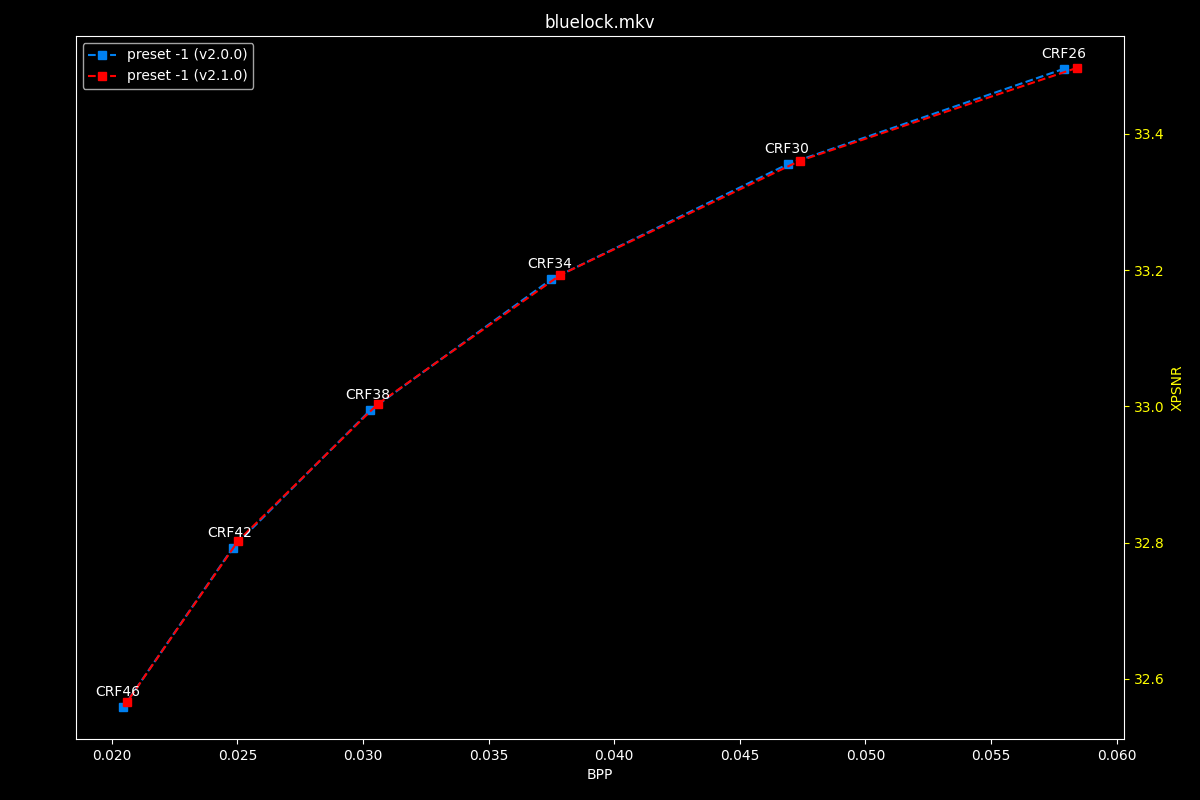 bluelock.mkv
preset -1 (v2.0.0)
preset -1 (v2.1.0)
CRF26
CRF30
CRF34
CRF38
CRF42
CRF46
33.4
33.2
33.0
32.8
32.6
XPSNR
0.020 0.025 0.030 0.035 0.040 0.045 0.050 0.055 0.060
BPP